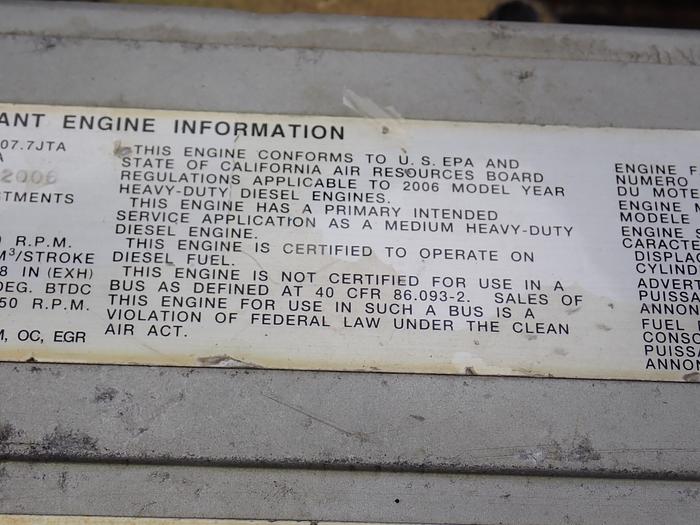 ANT ENGINE INFORMATION
07.7JTA
A
2006
STMENTS
R.P.M.
M³/STROKE
8 IN (EXH)
DEG. BTDC
50 R.P.M.
M, OC, EGR
THIS ENGINE CONFORMS TO U.S. EPA AND
STATE OF CALIFORNIA AIR RESOURCES BOARD
REGULATIONS APPLICABLE TO 2006 MODEL YEAR
HEAVY-DUTY DIESEL ENGINES.
THIS ENGINE HAS A PRIMARY INTENDED
SERVICE APPLICATION AS A MEDIUM HEAVY-DUTY
DIESEL ENGINE.
THIS ENGINE IS CERTIFIED TO OPERATE ON
DIESEL FUEL.
THIS ENGINE IS NOT CERTIFIED FOR USE IN A
BUS AS DEFINED AT 40 CFR 86.093-2. SALES OF
THIS ENGINE FOR USE IN SUCH A BUS IS A
VIOLATION OF FEDERAL LAW UNDER THE CLEAN
AIR ACT.
ENGINE F
NUMERO
DU MOTE
ENGINE M
MODELE
ENGINE S
CARACTE
DISPLAC
CYLIND
ADVERT
PUISSA
ANNON
FUEL
CONSO
PUISSA
ANNON